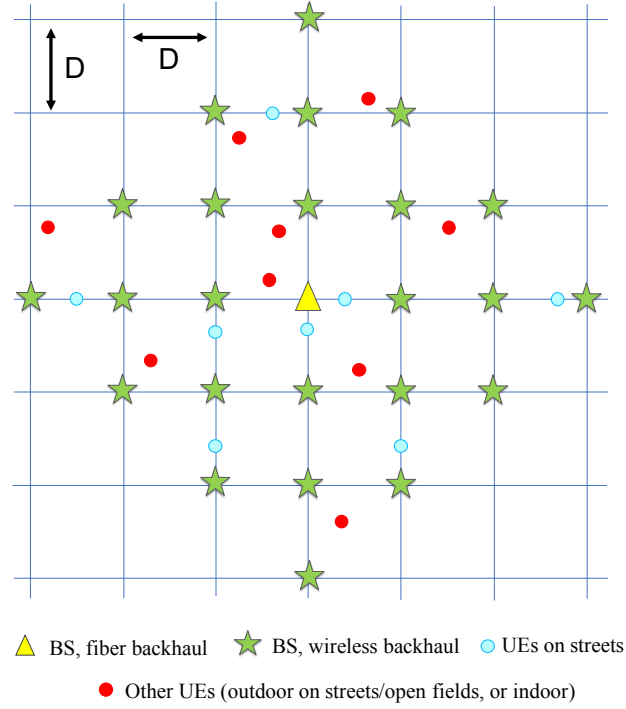 D
D
BS, fiber backhaul BS, wireless backhaul UEs on streets
Other UEs (outdoor on streets/open fields, or indoor)